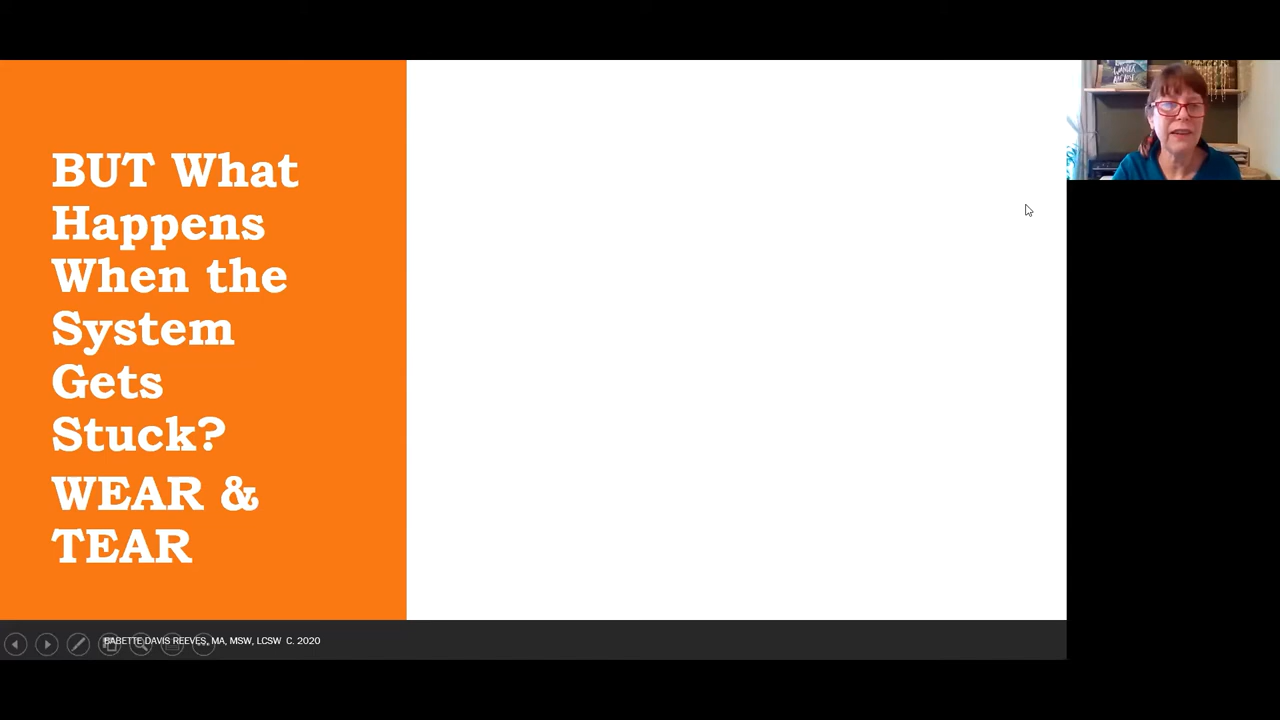 BUT What
Happens
When the
System
Gets
Stuck?
WEAR &
TEAR
BABETTE DAVIS REEVES, MA, MSW, LCSW C. 2020